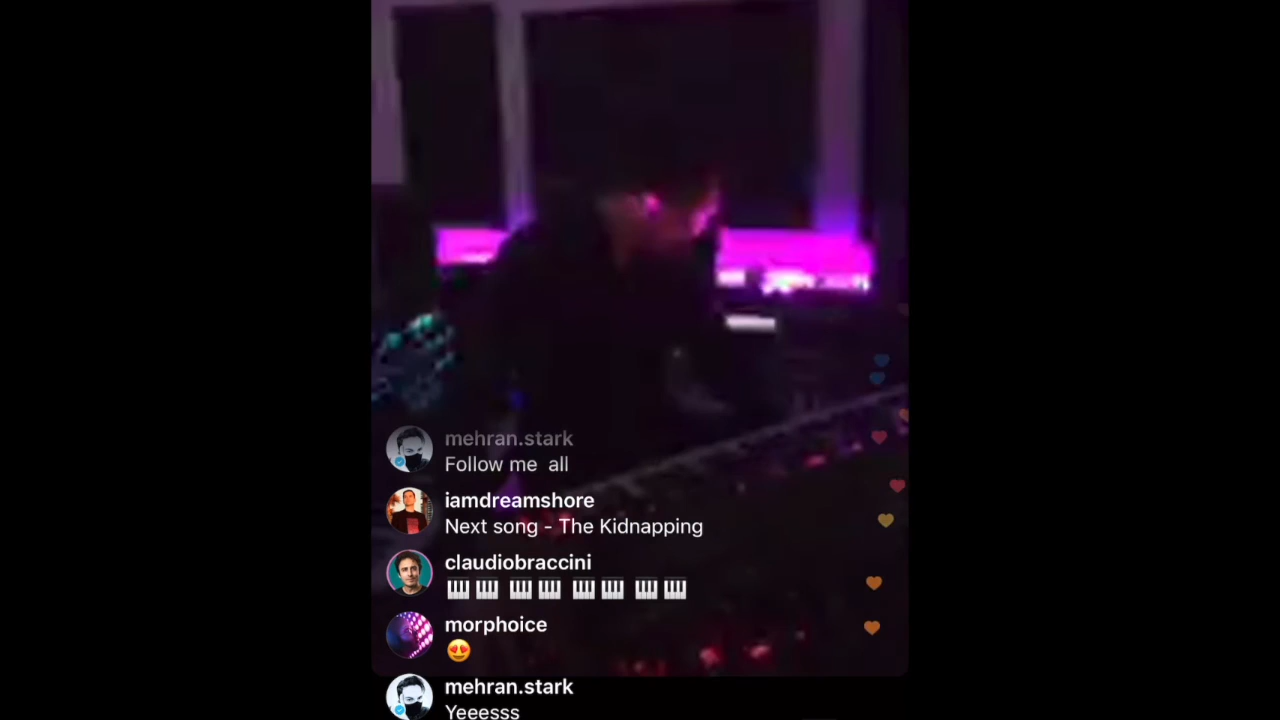 mehran.stark
Follow me all
iamdreamshore
Next song - The Kidnapping
claudiobraccini
🎹🎹 🎹🎹 🎹🎹 🎹🎹
morphoice
😍
mehran.stark
Yeeesss